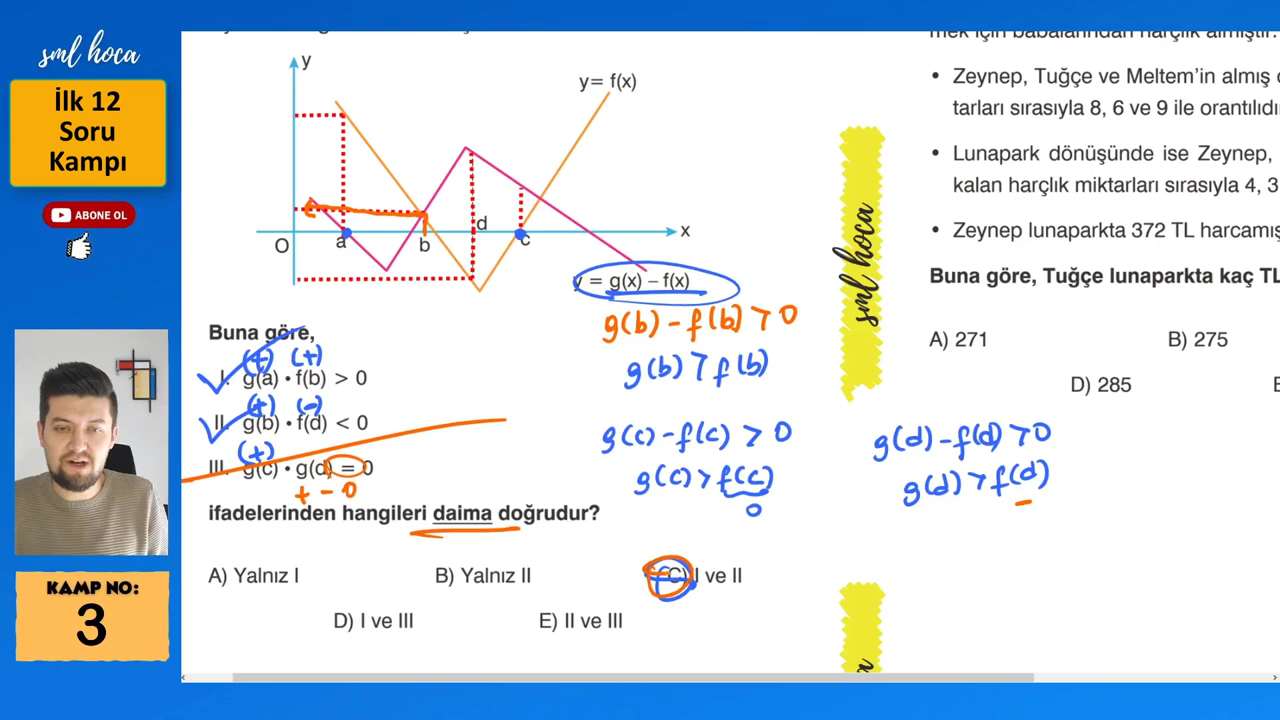 sml hoca
İlk 12
Soru
Kampı
ABONE OL
KAMP NO:
3
y
y= f(x)
O
a
b
d
c
x
y = g(x) – f(x)
g(b) - f(b) > 0
g(b) > f(b)
Buna göre,
(+) (+)
I. g(a) • f(b) > 0
(+) (-)
II. g(b) • f(d) < 0
(+)
III. g(c) • g(d) = 0
+ - 0
g(c) - f(c) > 0
g(c) > f(c)
0
g(d) - f(d) > 0
g(d) > f(d)
-
ifadelerinden hangileri daima doğrudur?
A) Yalnız I
B) Yalnız II
C) I ve II
D) I ve III
E) II ve III
sml hoca
mek için babalarından harçlık almıştır.
• Zeynep, Tuğçe ve Meltem'in almış
tarları sırasıyla 8, 6 ve 9 ile orantılıdı
• Lunapark dönüşünde ise Zeynep,
kalan harçlık miktarları sırasıyla 4, 3
• Zeynep lunaparkta 372 TL harcamış
Buna göre, Tuğçe lunaparkta kaç TL
A) 271
B) 275
D) 285